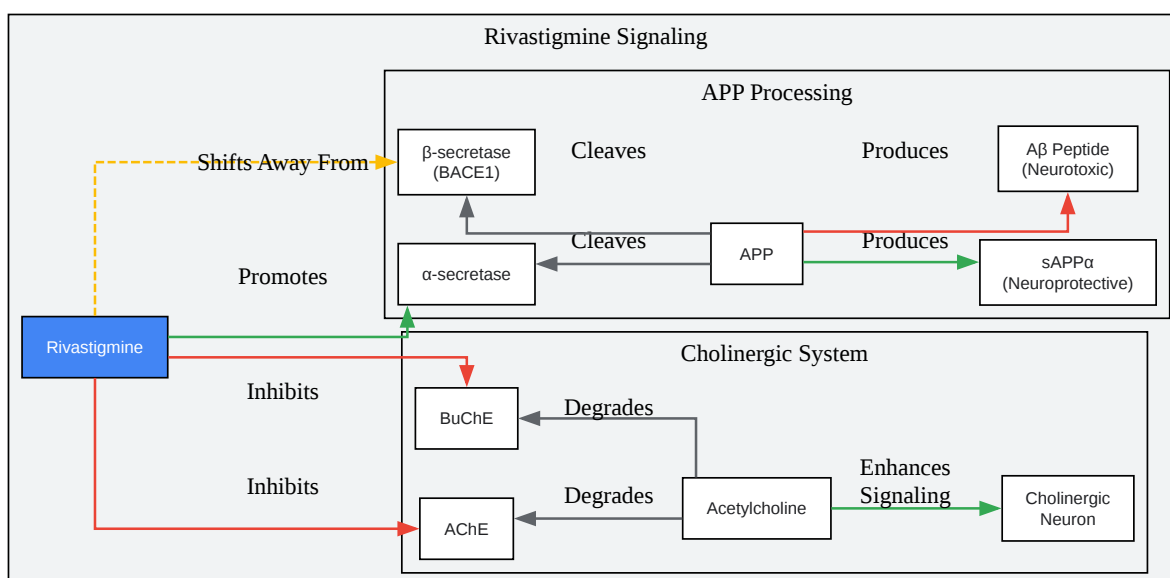 Rivastigmine Signaling
APP Processing
Shifts Away From
β-secretase
(BACE1)
Cleaves
Produces
Aβ Peptide
(Neurotoxic)
Promotes
α-secretase
Cleaves
APP
Produces
sAPPα
(Neuroprotective)
Rivastigmine
Cholinergic System
Inhibits
BuChE
Degrades
Inhibits
AChE
Degrades
Acetylcholine
Enhances
Signaling
Cholinergic
Neuron